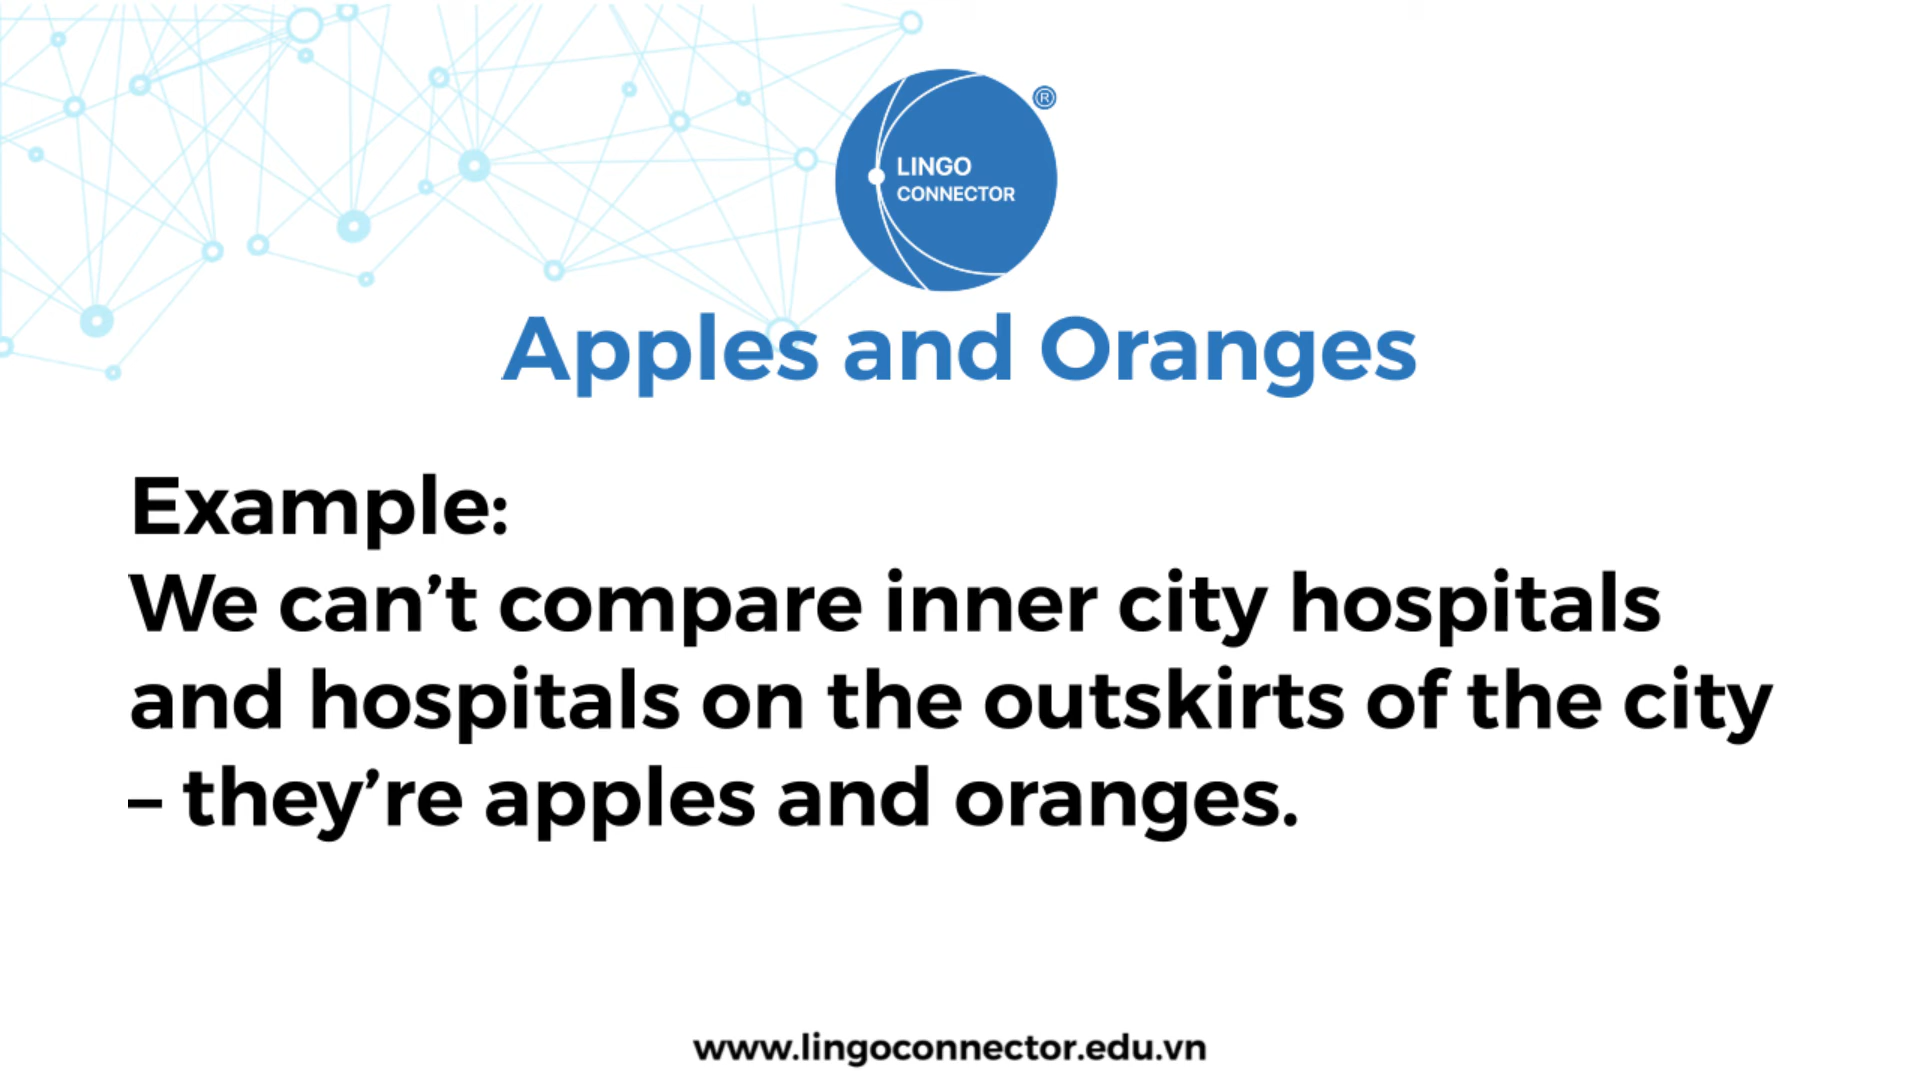 LINGO
CONNECTOR
®
Apples and Oranges
Example:
We can’t compare inner city hospitals
and hospitals on the outskirts of the city
– they’re apples and oranges.
www.lingoconnector.edu.vn